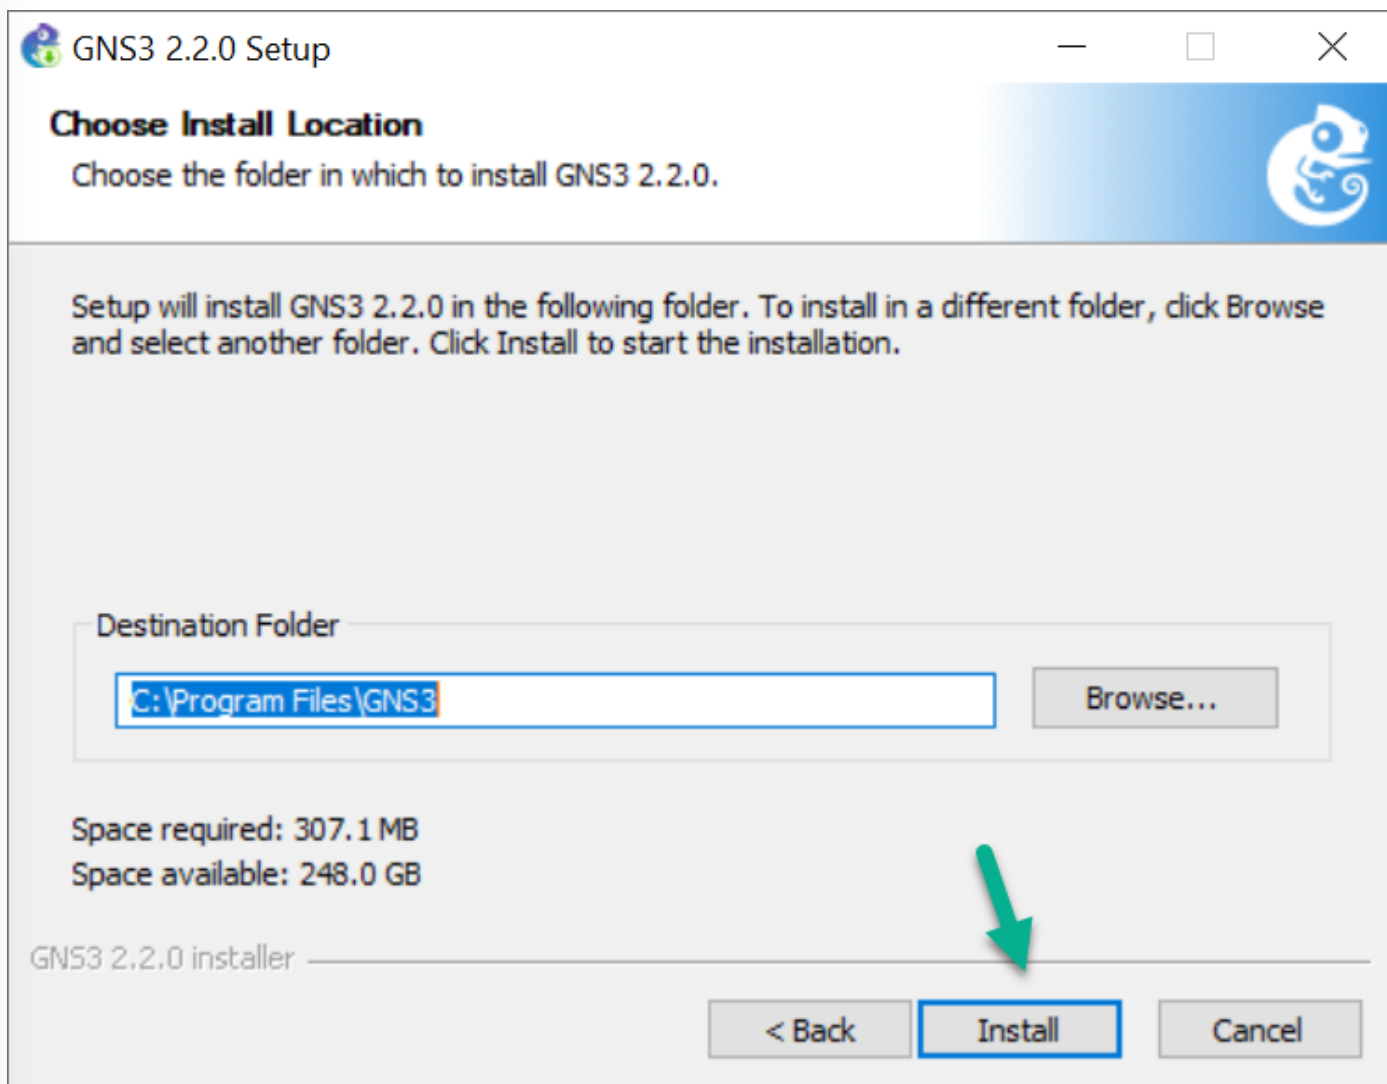 GNS3 2.2.0 Setup
Choose Install Location
Choose the folder in which to install GNS3 2.2.0.
Setup will install GNS3 2.2.0 in the following folder. To install in a different folder, click Browse
and select another folder. Click Install to start the installation.
Destination Folder
C:\Program Files\GNS3
Browse...
Space required: 307.1 MB
Space available: 248.0 GB
GNS3 2.2.0 installer
< Back
Install
Cancel